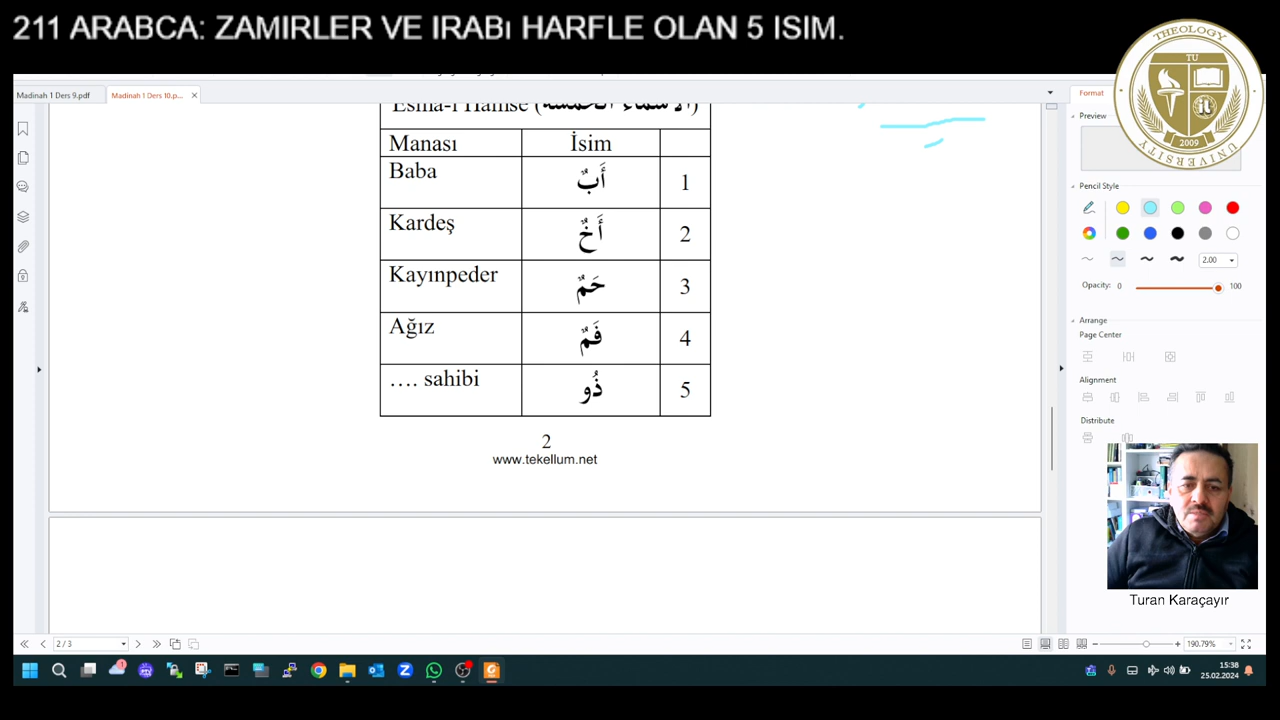 211 ARABCA: ZAMIRLER VE IRABı HARFLE OLAN 5 ISIM.
THEOLOGY
TU
2009
UNIVERSITY
Madinah 1 Ders 9.pdf
Madinah 1 Ders 10.p...
Format
Preview
Esma-i Hamse (الأسماء الخمسة)
Manası İsim
Baba أَبٌ 1
Kardeş أَخٌ 2
Kayınpeder حَمٌ 3
Ağız فَمٌ 4
…. sahibi ذُو 5
2
www.tekellum.net
Pencil Style
2.00
Opacity: 0 100
Arrange
Page Center
Alignment
Distribute
Turan Karaçayır
2 / 3
190.79%
15:38
25.02.2024